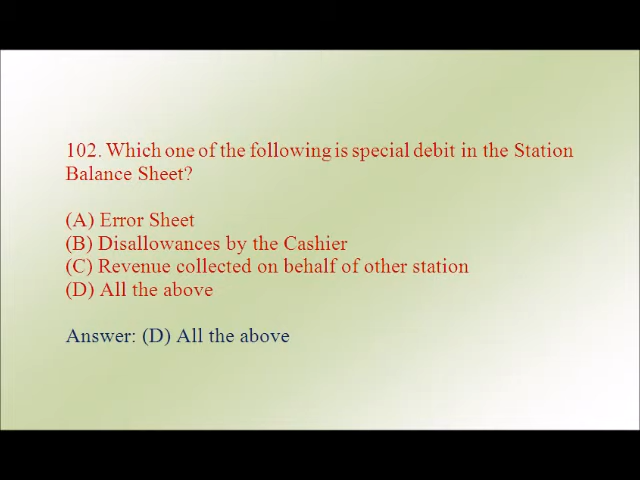 102. Which one of the following is special debit in the Station
Balance Sheet?
(A) Error Sheet
(B) Disallowances by the Cashier
(C) Revenue collected on behalf of other station
(D) All the above
Answer: (D) All the above